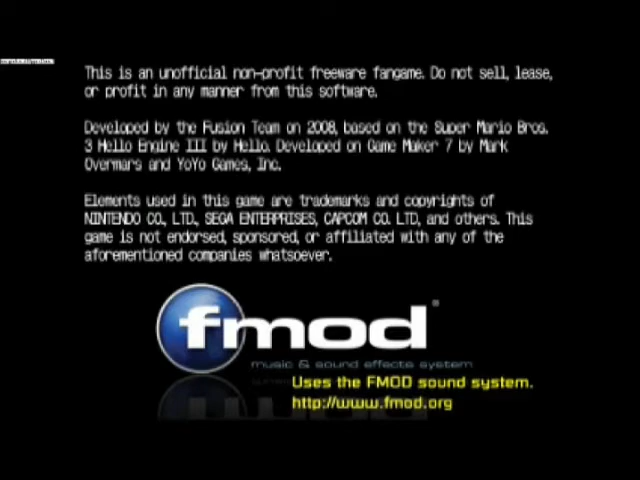 This is an unofficial non-profit freeware fangame. Do not sell, lease,
or profit in any manner from this software.
Developed by the Fusion Team on 2008, based on the Super Mario Bros.
3 Hello Engine III by Hello. Developed on Game Maker 7 by Mark
Overmars and YoYo Games, Inc.
Elements used in this game are trademarks and copyrights of
NINTENDO CO., LTD., SEGA ENTERPRISES, CAPCOM CO. LTD, and others. This
game is not endorsed, sponsored, or affiliated with any of the
aforementioned companies whatsoever.
fmod
music & sound effects system
Uses the FMOD sound system.
http://www.fmod.org